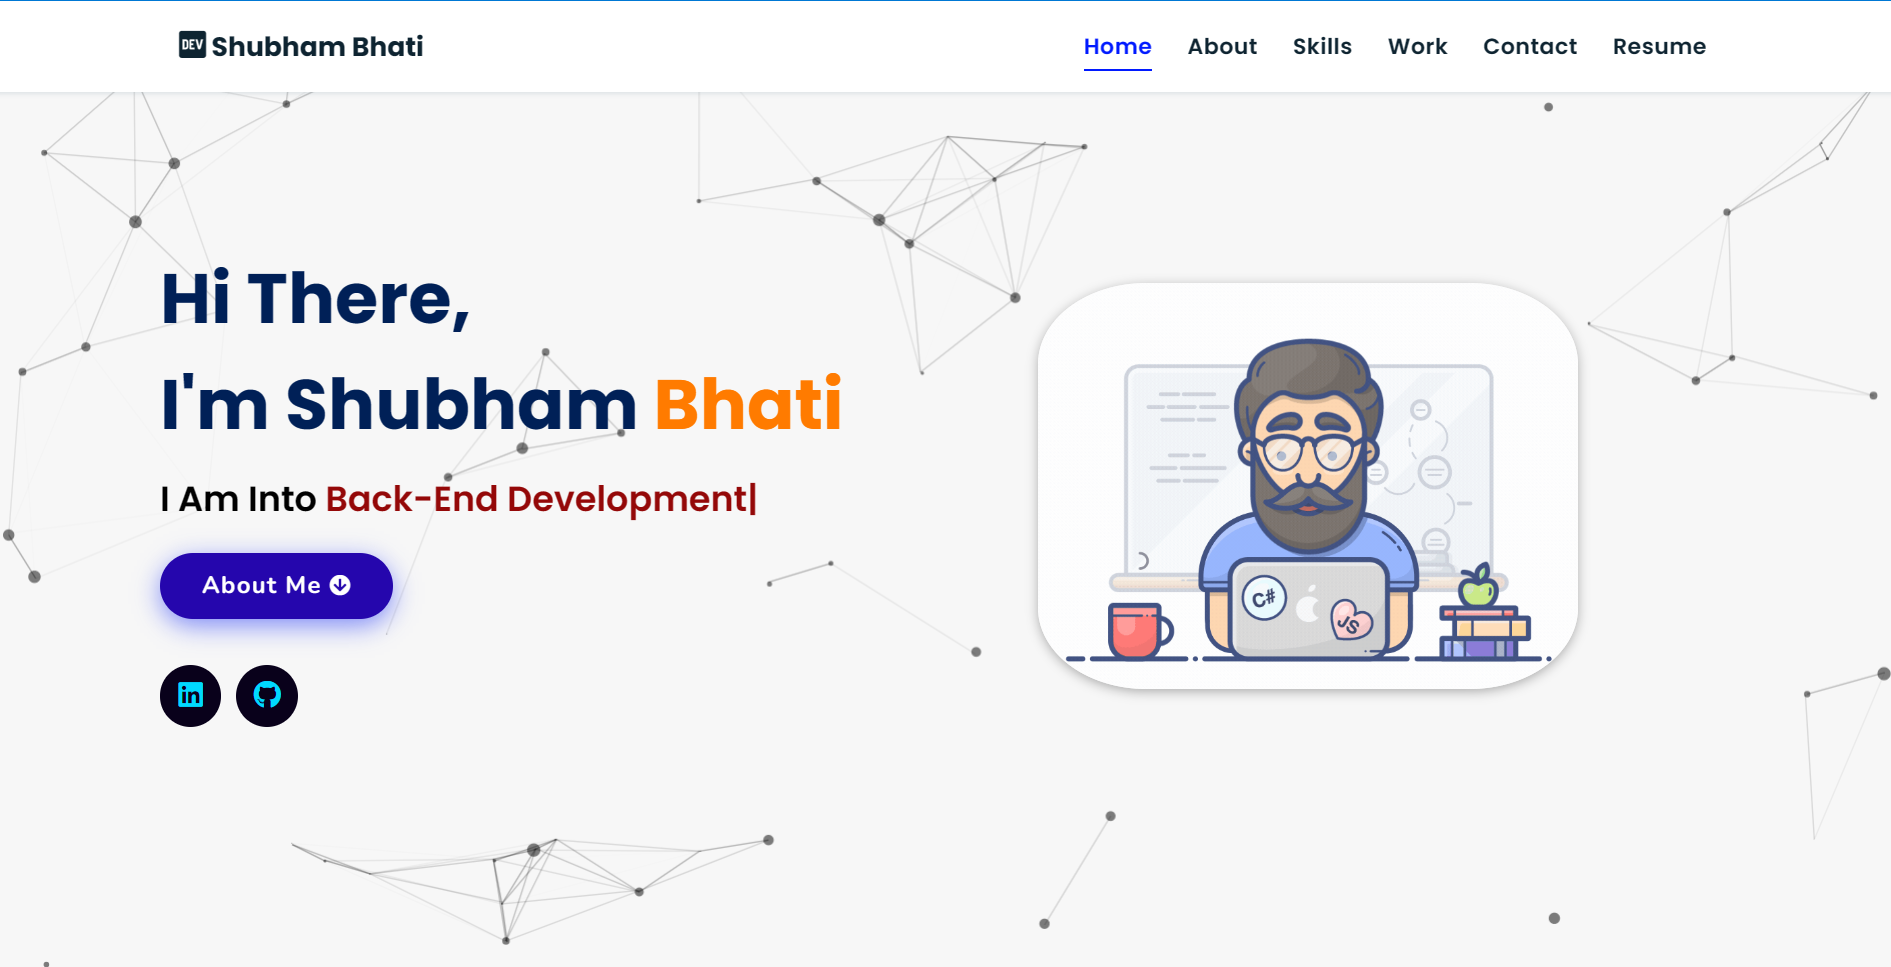 DEV Shubham Bhati
Home About Skills Work Contact Resume
Hi There,
I'm Shubham Bhati
I Am Into Back-End Development|
About Me
in
C#
JS